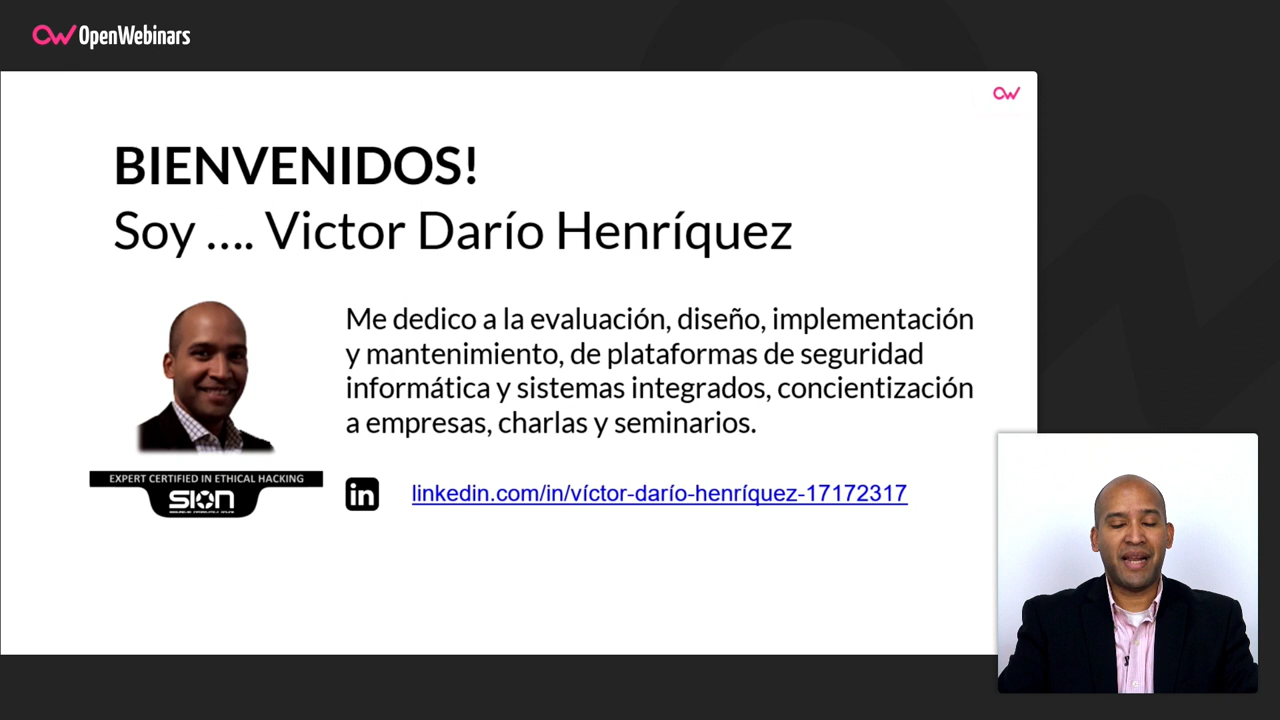 OpenWebinars
BIENVENIDOS!
Soy .... Victor Darío Henríquez
Me dedico a la evaluación, diseño, implementación
y mantenimiento, de plataformas de seguridad
informática y sistemas integrados, concientización
a empresas, charlas y seminarios.
EXPERT CERTIFIED IN ETHICAL HACKING
SION
in
linkedin.com/in/víctor-darío-henríquez-17172317